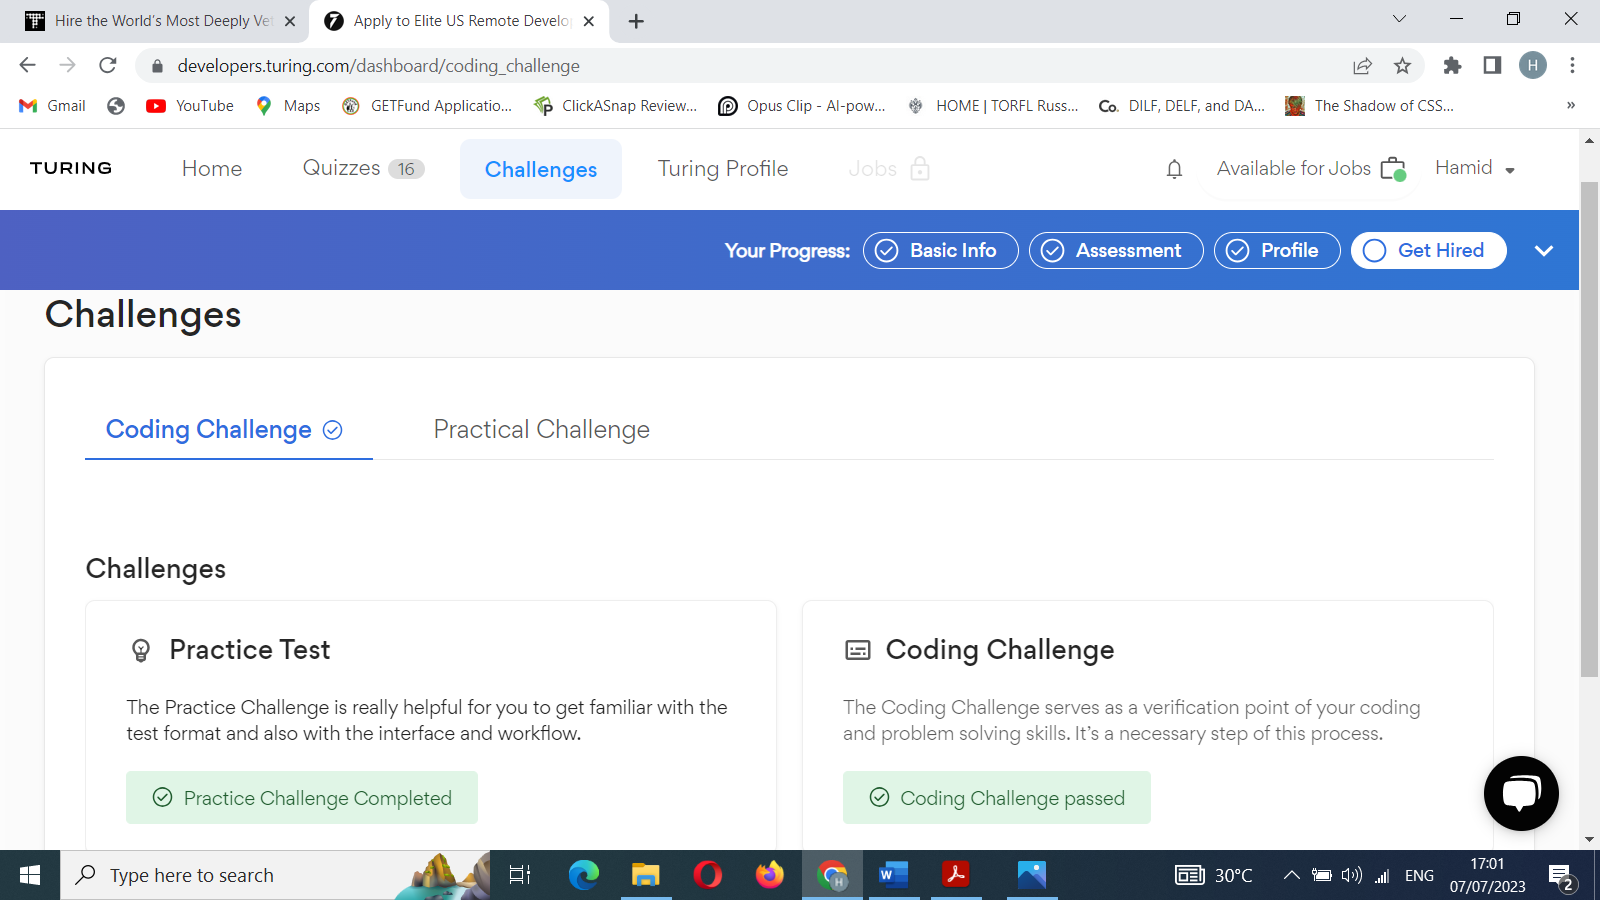 Hire the World's Most Deeply Vet
Apply to Elite US Remote Develo
developers.turing.com/dashboard/coding_challenge
H
Gmail
YouTube
Maps
GETFund Applicatio...
ClickASnap Review...
Opus Clip - AI-pow...
HOME | TORFL Russ...
Co. DILF, DELF, and DA...
The Shadow of CSS...
»
TURING
Home
Quizzes 16
Challenges
Turing Profile
Jobs
Available for Jobs
Hamid
Your Progress:
Basic Info
Assessment
Profile
Get Hired
Challenges
Coding Challenge
Practical Challenge
Challenges
Practice Test
The Practice Challenge is really helpful for you to get familiar with the
test format and also with the interface and workflow.
Practice Challenge Completed
Coding Challenge
The Coding Challenge serves as a verification point of your coding
and problem solving skills. It's a necessary step of this process.
Coding Challenge passed
Type here to search
H
W
30°C
ENG
17:01
07/07/2023
2